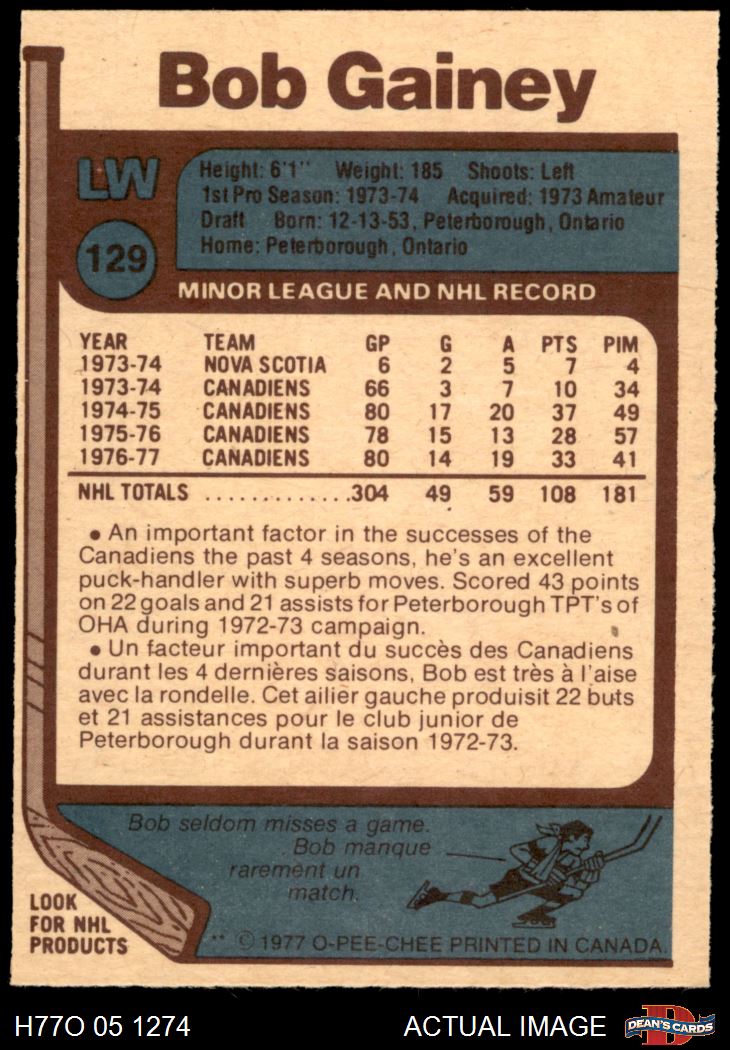 Bob Gainey
LW
Height: 6'1" Weight: 185 Shoots: Left
1st Pro Season: 1973-74 Acquired: 1973 Amateur
Draft Born: 12-13-53, Peterborough, Ontario
Home: Peterborough, Ontario
129
MINOR LEAGUE AND NHL RECORD
YEAR TEAM GP G A PTS PIM
1973-74 NOVA SCOTIA 6 2 5 7 4
1973-74 CANADIENS 66 3 7 10 34
1974-75 CANADIENS 80 17 20 37 49
1975-76 CANADIENS 78 15 13 28 57
1976-77 CANADIENS 80 14 19 33 41
NHL TOTALS .............304 49 59 108 181
• An important factor in the successes of the
Canadiens the past 4 seasons, he's an excellent
puck-handler with superb moves. Scored 43 points
on 22 goals and 21 assists for Peterborough TPT's of
OHA during 1972-73 campaign.
• Un facteur important du succès des Canadiens
durant les 4 dernières saisons, Bob est très à l'aise
avec la rondelle. Cet ailier gauche produisit 22 buts
et 21 assistances pour le club junior de
Peterborough durant la saison 1972-73.
Bob seldom misses a game.
Bob manque
rarement un
match.
LOOK
FOR NHL
PRODUCTS
** © 1977 O-PEE-CHEE PRINTED IN CANADA.
H77O 05 1274 ACTUAL IMAGE
D
DEAN'S CARDS